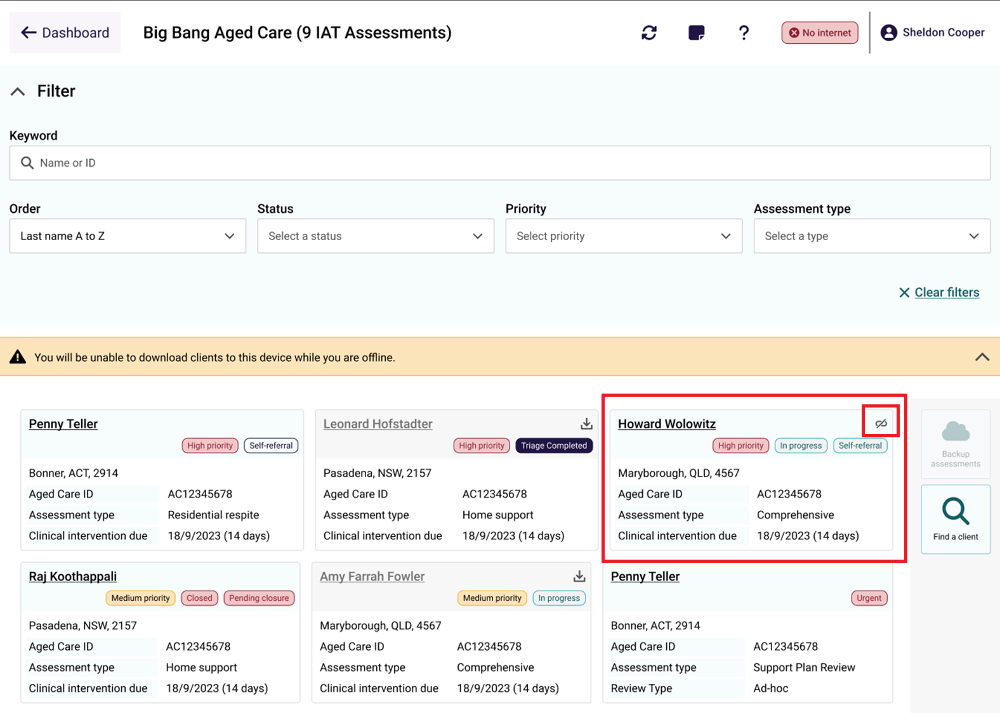 Dashboard
Big Bang Aged Care (9 IAT Assessments)
No internet
Sheldon Cooper
Filter
Keyword
Name or ID
Order
Status
Priority
Assessment type
Last name A to Z
Select a status
Select priority
Select a type
Clear filters
You will be unable to download clients to this device while you are offline.
Penny Teller
High priority
Self-referral
Bonner, ACT, 2914
Aged Care ID AC12345678
Assessment type Residential respite
Clinical intervention due 18/9/2023 (14 days)
Leonard Hofstadter
High priority
Triage Completed
Pasadena, NSW, 2157
Aged Care ID AC12345678
Assessment type Home support
Clinical intervention due 18/9/2023 (14 days)
Howard Wolowitz
High priority
In progress
Self-referral
Maryborough, QLD, 4567
Aged Care ID AC12345678
Assessment type Comprehensive
Clinical intervention due 18/9/2023 (14 days)
Backup
assessments
Find a client
Raj Koothappali
Medium priority
Closed
Pending closure
Pasadena, NSW, 2157
Aged Care ID AC12345678
Assessment type Home support
Clinical intervention due 18/9/2023 (14 days)
Amy Farrah Fowler
Medium priority
In progress
Maryborough, QLD, 4567
Aged Care ID AC12345678
Assessment type Comprehensive
Clinical intervention due 18/9/2023 (14 days)
Penny Teller
Urgent
Bonner, ACT, 2914
Aged Care ID AC12345678
Assessment type Support Plan Review
Review Type Ad-hoc